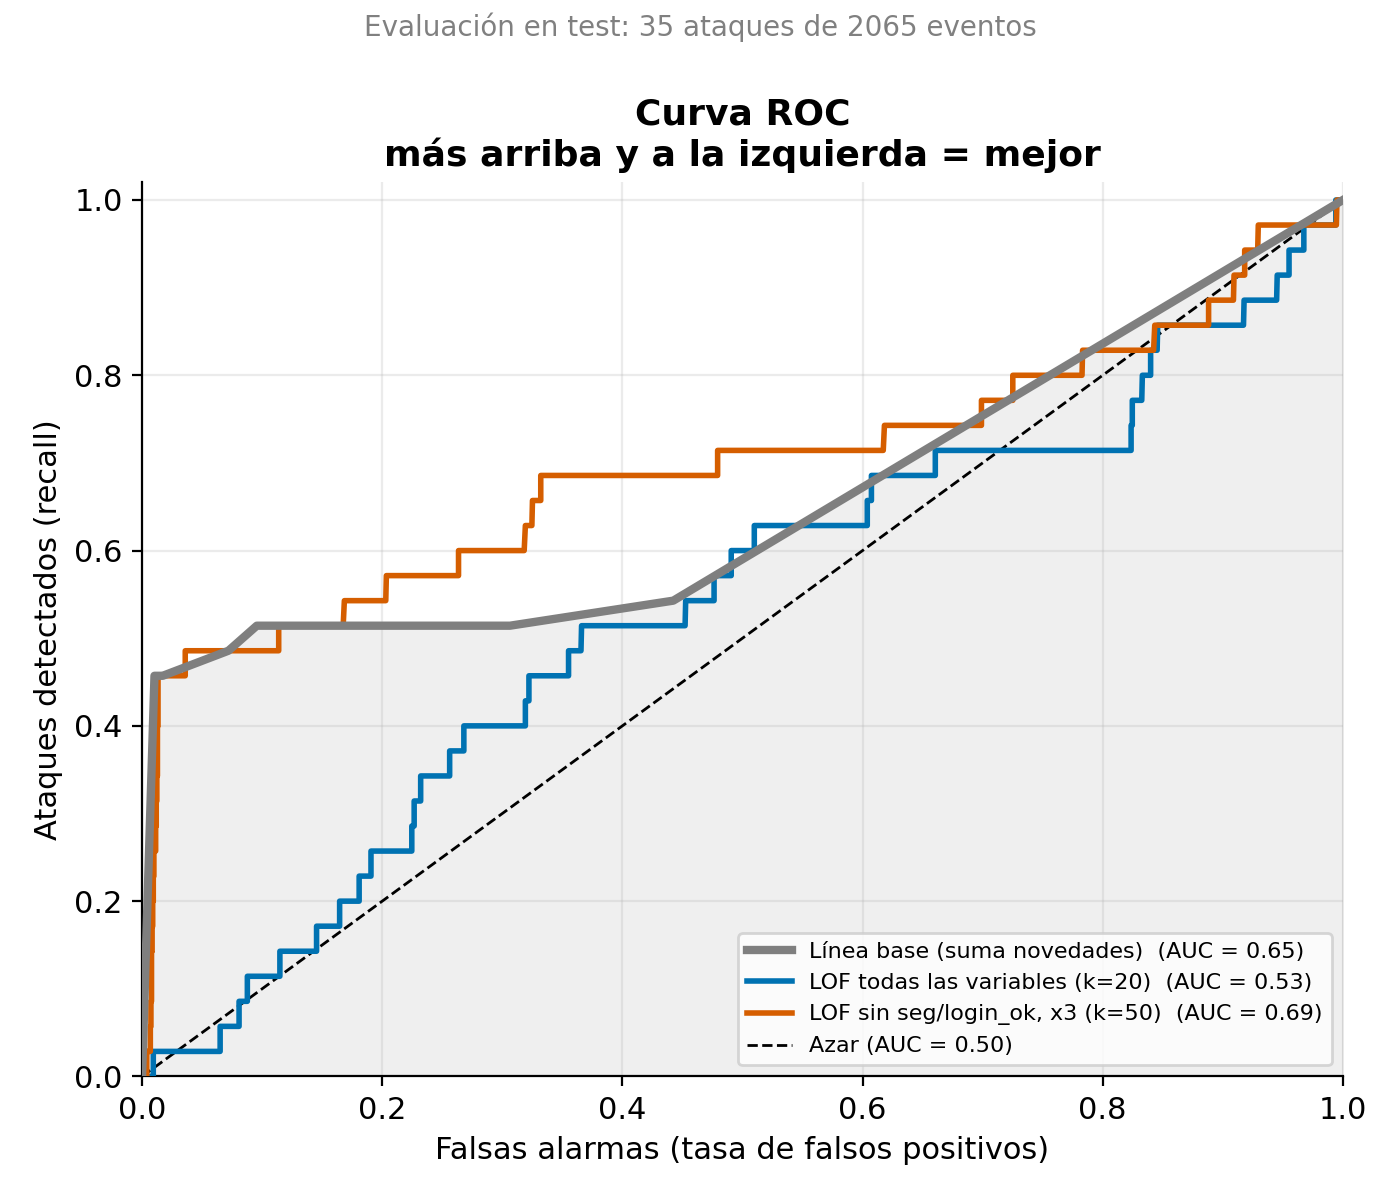 Evaluación en test: 35 ataques de 2065 eventos
Curva ROC
más arriba y a la izquierda = mejor
Ataques detectados (recall)
1.0
0.8
0.6
0.4
0.2
0.0
Línea base (suma novedades) (AUC = 0.65)
LOF todas las variables (k=20) (AUC = 0.53)
LOF sin seg/login_ok, x3 (k=50) (AUC = 0.69)
Azar (AUC = 0.50)
0.0 0.2 0.4 0.6 0.8 1.0
Falsas alarmas (tasa de falsos positivos)